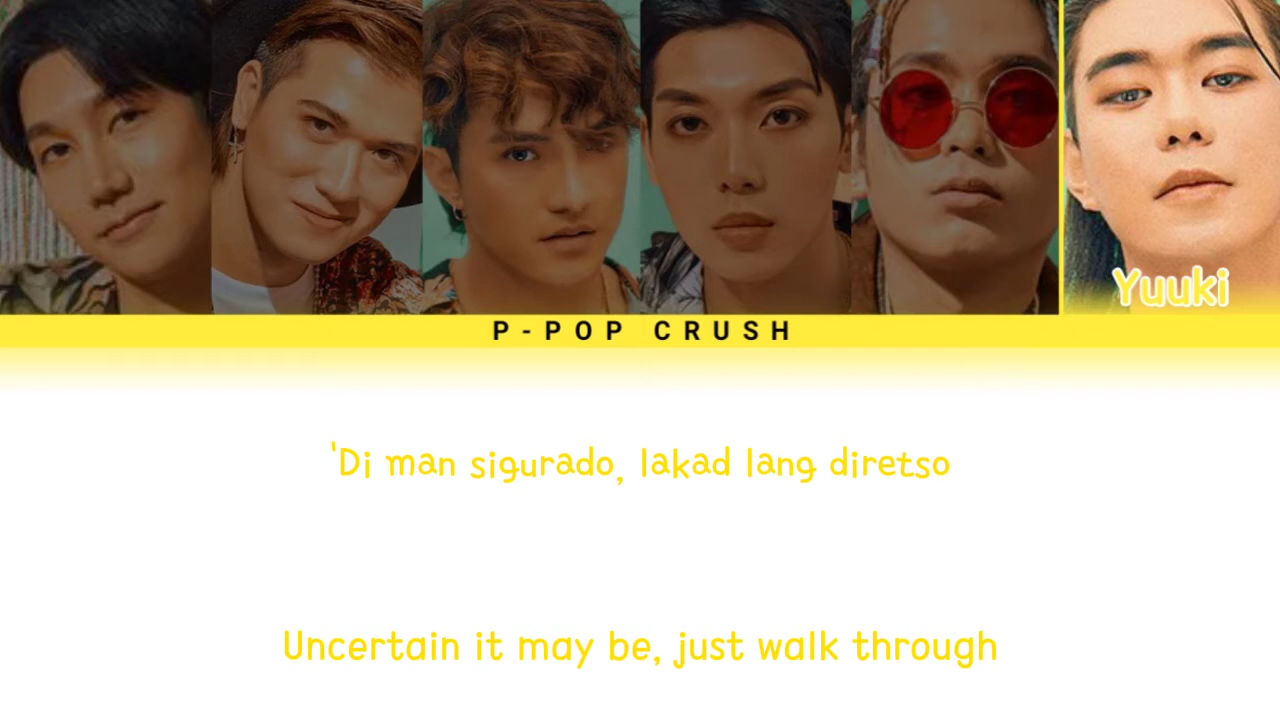 Yuuki
P-POP CRUSH
'Di man sigurado, lakad lang diretso
Uncertain it may be, just walk through